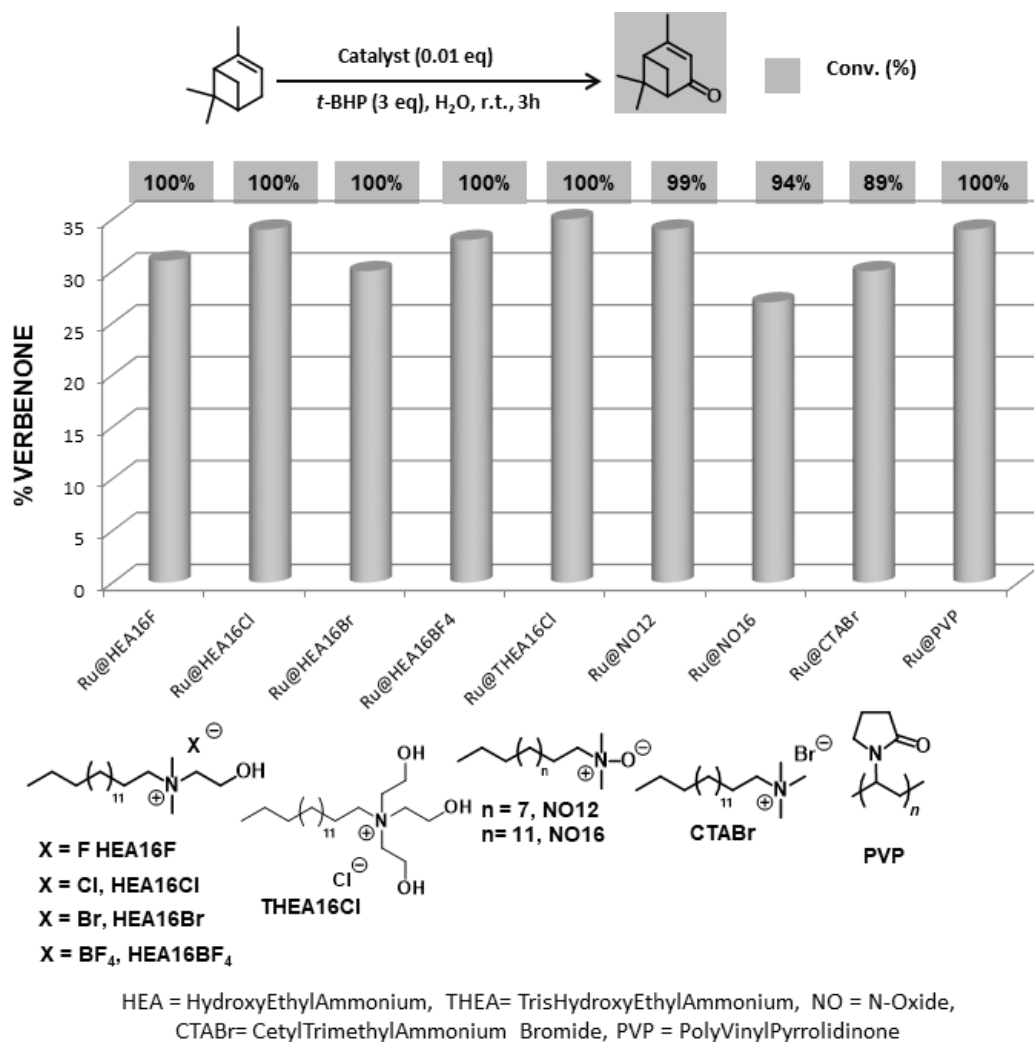 Catalyst (0.01 eq)
t-BHP (3 eq), H₂O, r.t., 3h
O
Conv. (%)
100% 100% 100% 100% 100% 99% 94% 89% 100%
% VERBENONE
35
30
25
20
15
10
5
0
Ru@HEA16F
Ru@HEA16Cl
Ru@HEA16Br
Ru@HEA16BF4
Ru@THEA16Cl
Ru@NO12
Ru@NO16
Ru@CTABr
Ru@PVP
X ⊖
11
N
⊕
OH
X = F HEA16F
X = Cl, HEA16Cl
X = Br, HEA16Br
X = BF₄, HEA16BF₄
OH
11
N
⊕
OH
Cl ⊖
OH
THEA16Cl
n
N–O ⊖
⊕
n = 7, NO12
n= 11, NO16
Br ⊖
11
N
⊕
CTABr
N
O
n
PVP
HEA = HydroxyEthylAmmonium, THEA= TrisHydroxyEthylAmmonium, NO = N-Oxide,
CTABr= CetylTrimethylAmmonium Bromide, PVP = PolyVinylPyrrolidinone